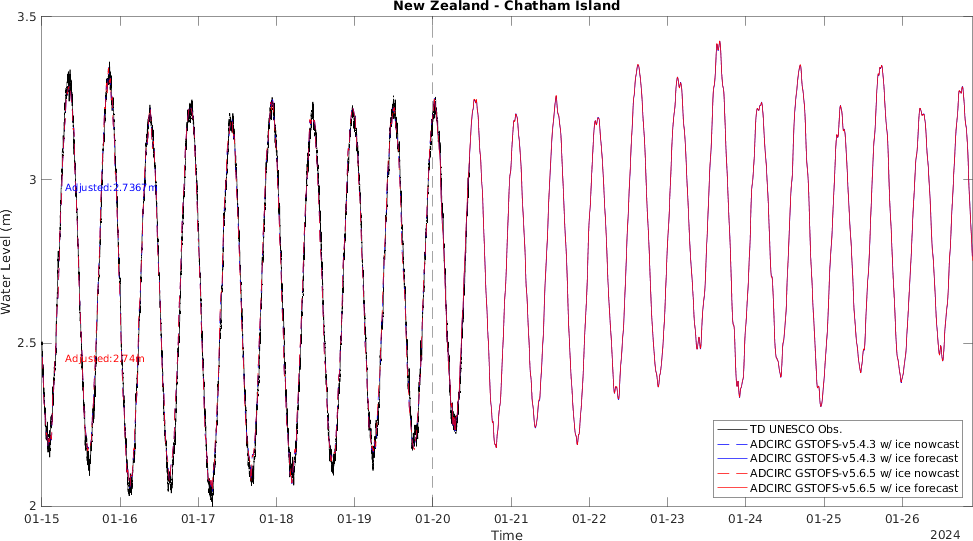 New Zealand - Chatham Island
3.5
3
2.5
2
Water Level (m)
Adjusted:2.7367m
Adjusted:2.74m
TD UNESCO Obs.
ADCIRC GSTOFS-v5.4.3 w/ ice nowcast
ADCIRC GSTOFS-v5.4.3 w/ ice forecast
ADCIRC GSTOFS-v5.6.5 w/ ice nowcast
ADCIRC GSTOFS-v5.6.5 w/ ice forecast
01-15 01-16 01-17 01-18 01-19 01-20 01-21 01-22 01-23 01-24 01-25 01-26
Time
2024